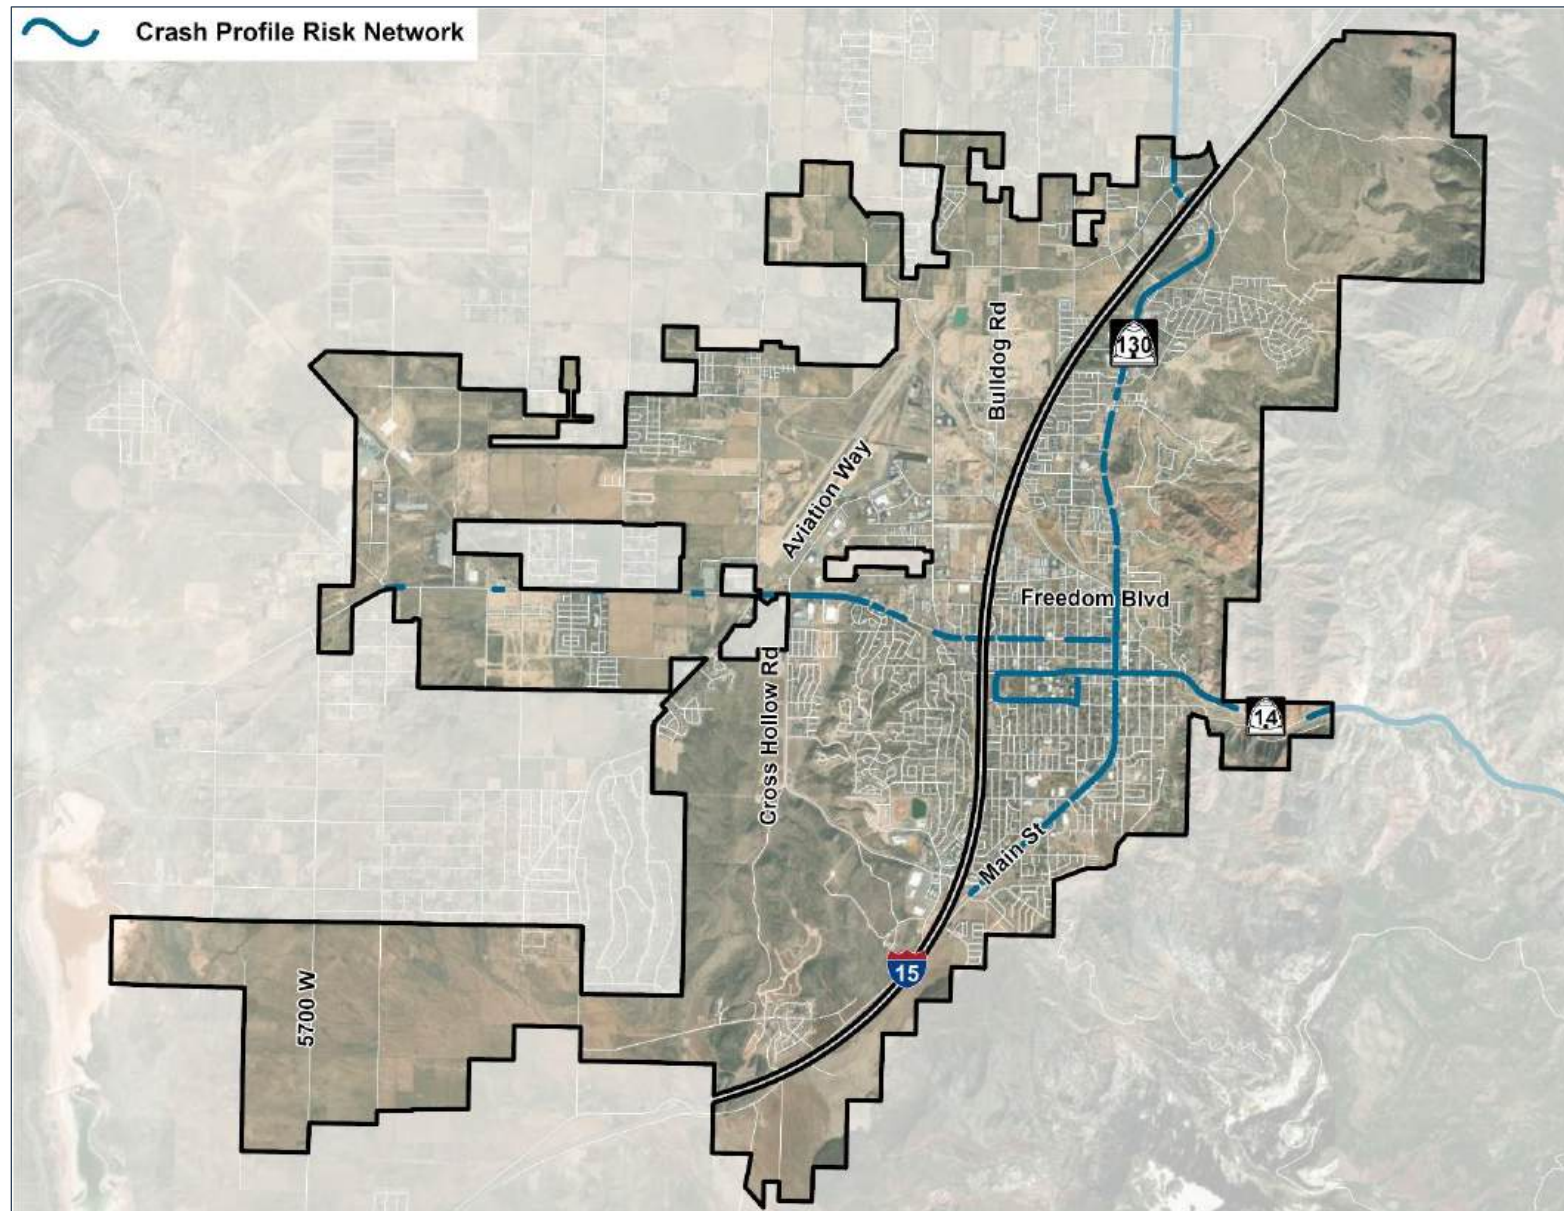 Crash Profile Risk Network
Bulldog Rd
130
Aviation Way
Freedom Blvd
Cross Hollow Rd
14
Main St
15
5700 W